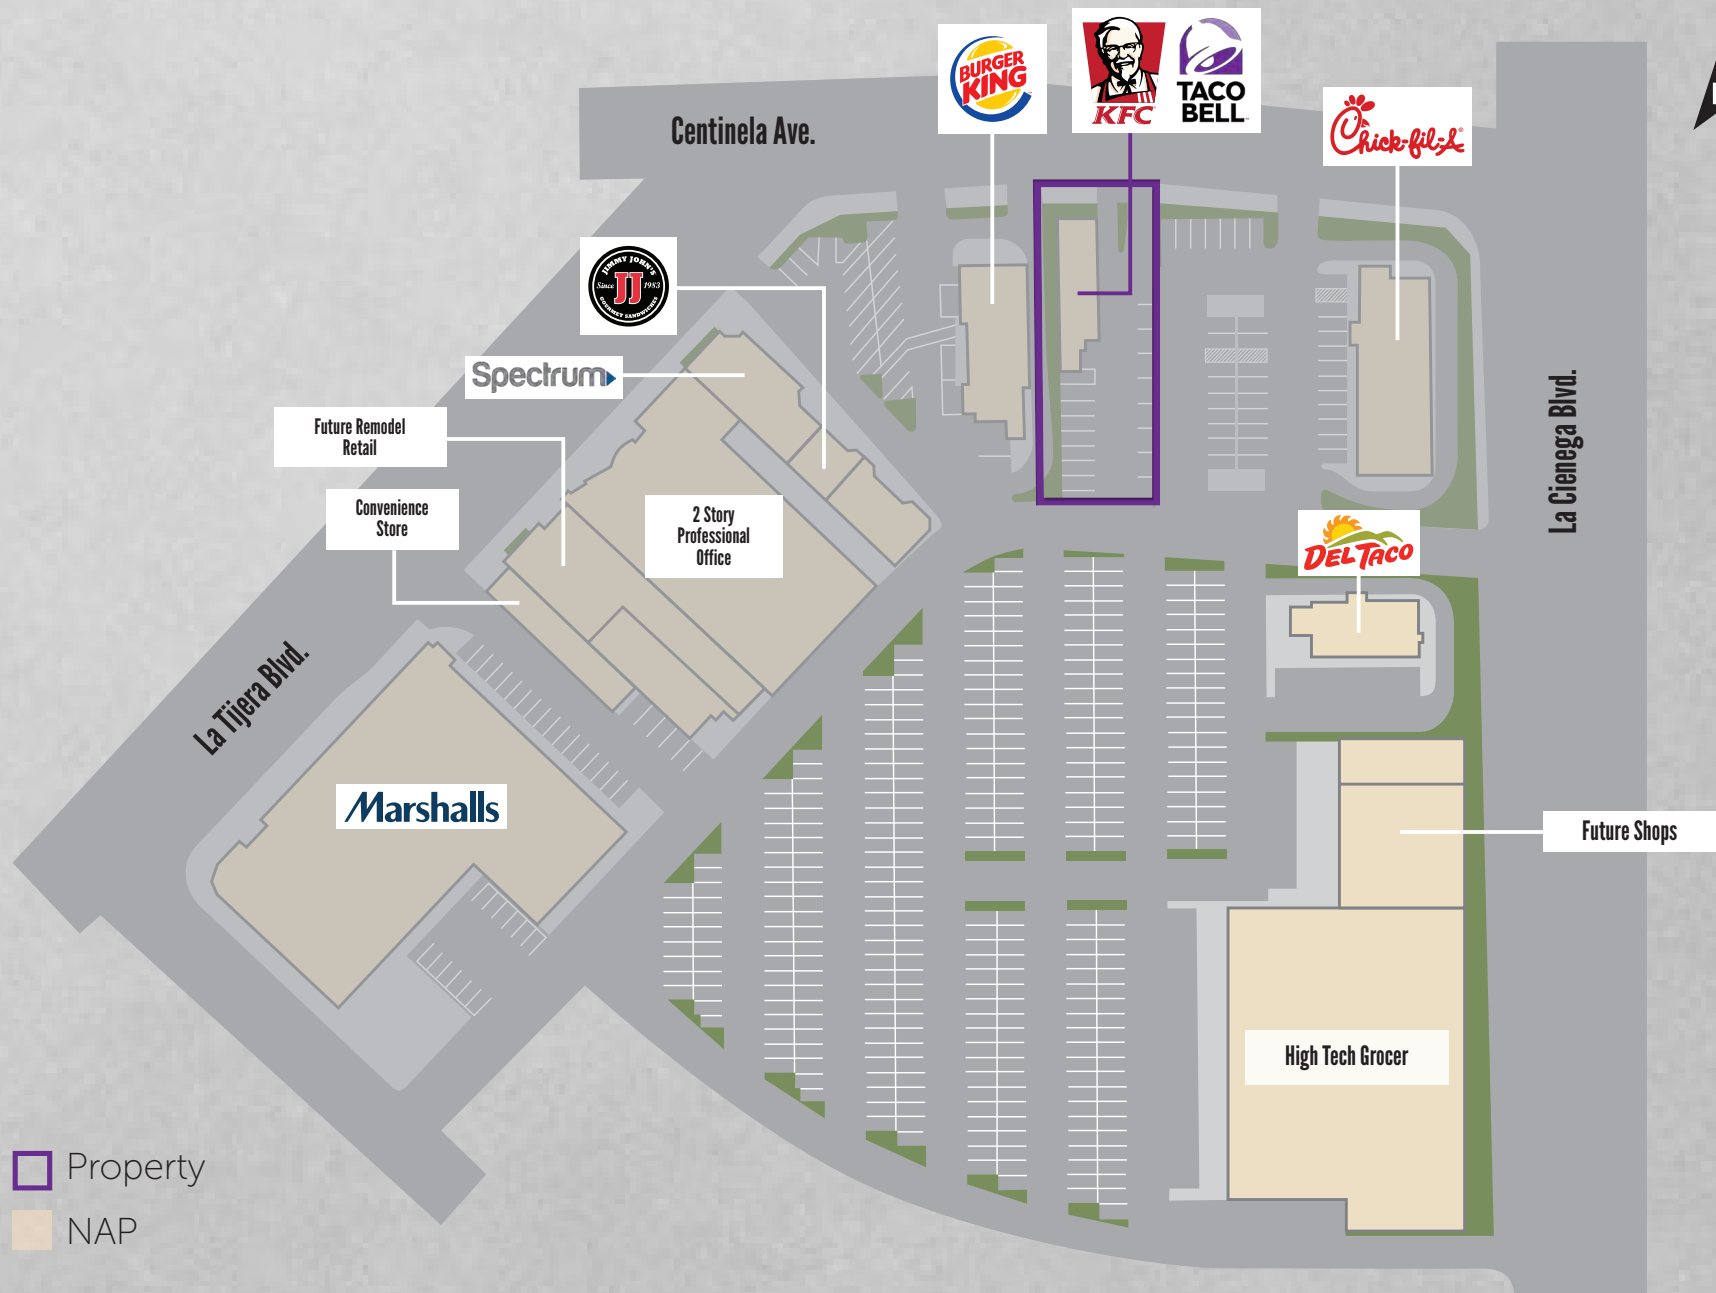 BURGER
KING
KFC
TACO
BELL
Chick-fil-A
Centinela Ave.
JIMMY JOHN'S
Since JJ 1983
GOURMET SANDWICHES
Spectrum
Future Remodel
Retail
Convenience
Store
2 Story
Professional
Office
La Cienega Blvd.
DEL TACO
La Tijera Blvd.
Marshalls
Future Shops
High Tech Grocer
Property
NAP